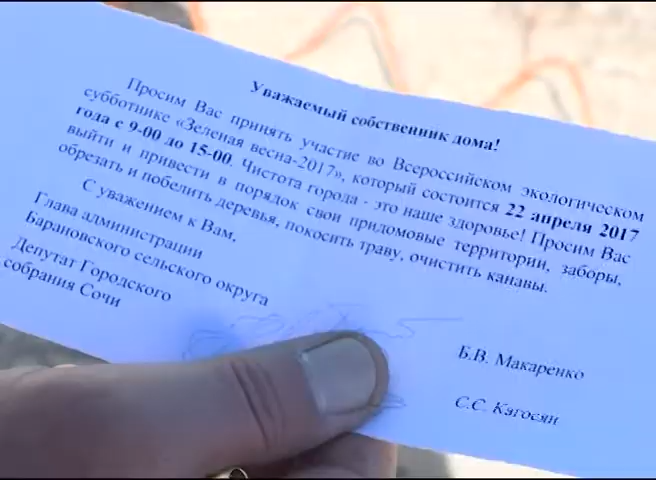 Уважаемый собственник дома!
Просим Вас принять участие во Всероссийском экологическом
субботнике «Зеленая весна-2017», который состоится 22 апреля 2017
года с 9-00 до 15-00. Чистота города - это наше здоровье! Просим Вас
выйти и привести в порядок свои придомовые территории, заборы,
обрезать и побелить деревья, покосить траву, очистить канавы.
С уважением к Вам,
Глава администрации
Барановского сельского округа
Б.В. Макаренко
Депутат Городского
собрания Сочи
С.С. Кагосян